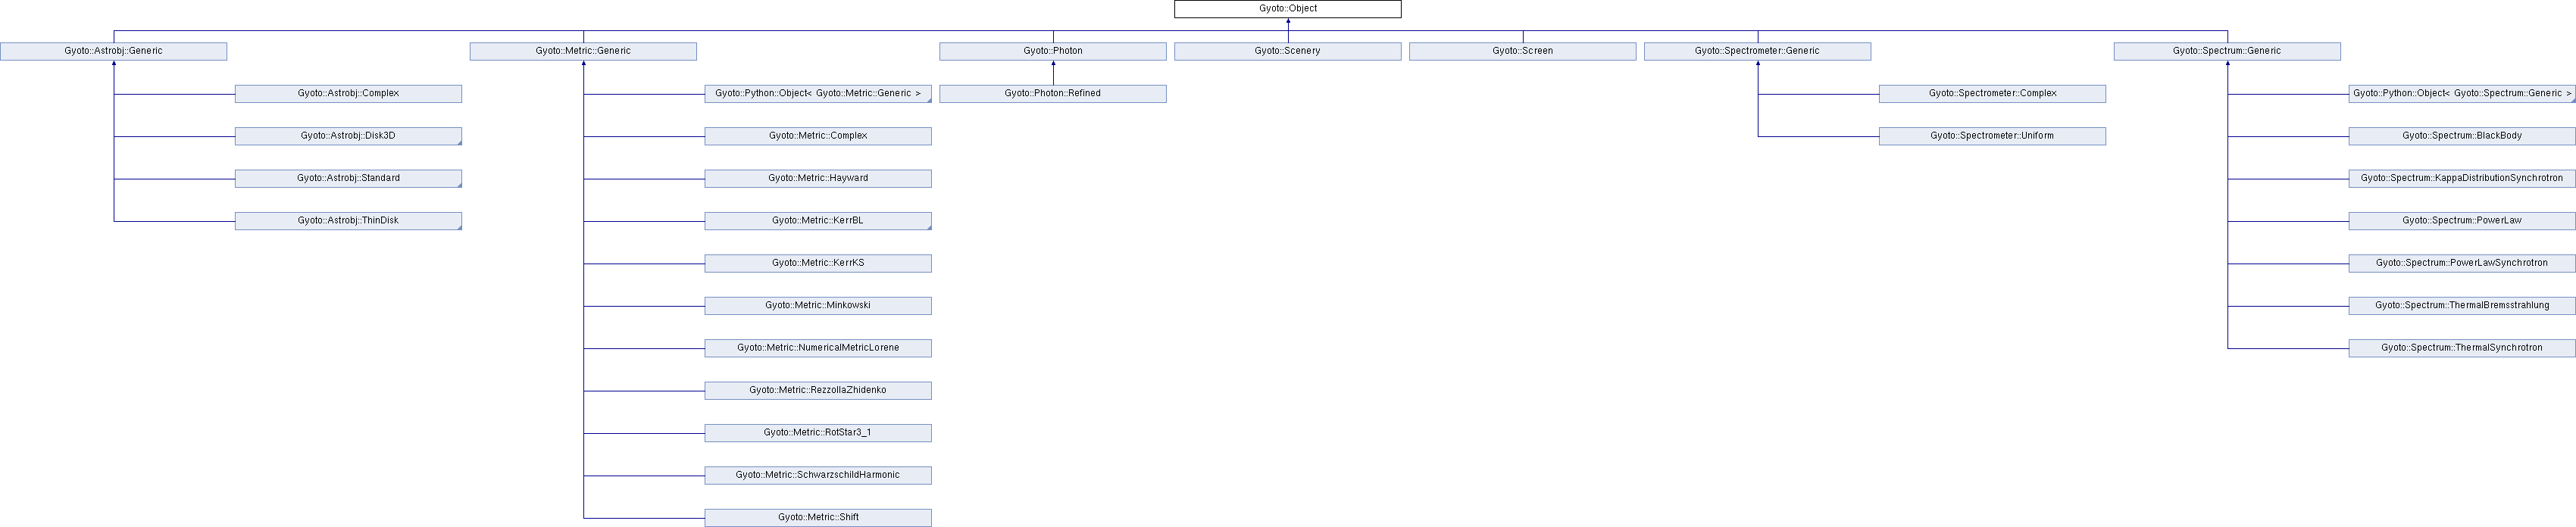 Gyoto::Object
Gyoto::Astrobj::Generic
Gyoto::Metric::Generic
Gyoto::Photon
Gyoto::Scenery
Gyoto::Screen
Gyoto::Spectrometer::Generic
Gyoto::Spectrum::Generic
Gyoto::Astrobj::Complex
Gyoto::Python::Object< Gyoto::Metric::Generic >
Gyoto::Photon::Refined
Gyoto::Spectrometer::Complex
Gyoto::Python::Object< Gyoto::Spectrum::Generic >
Gyoto::Astrobj::Disk3D
Gyoto::Metric::Complex
Gyoto::Spectrometer::Uniform
Gyoto::Spectrum::BlackBody
Gyoto::Astrobj::Standard
Gyoto::Metric::Hayward
Gyoto::Spectrum::KappaDistributionSynchrotron
Gyoto::Astrobj::ThinDisk
Gyoto::Metric::KerrBL
Gyoto::Spectrum::PowerLaw
Gyoto::Metric::KerrKS
Gyoto::Spectrum::PowerLawSynchrotron
Gyoto::Metric::Minkowski
Gyoto::Spectrum::ThermalBremsstrahlung
Gyoto::Metric::NumericalMetricLorene
Gyoto::Spectrum::ThermalSynchrotron
Gyoto::Metric::RezzollaZhidenko
Gyoto::Metric::RotStar3_1
Gyoto::Metric::SchwarzschildHarmonic
Gyoto::Metric::Shift